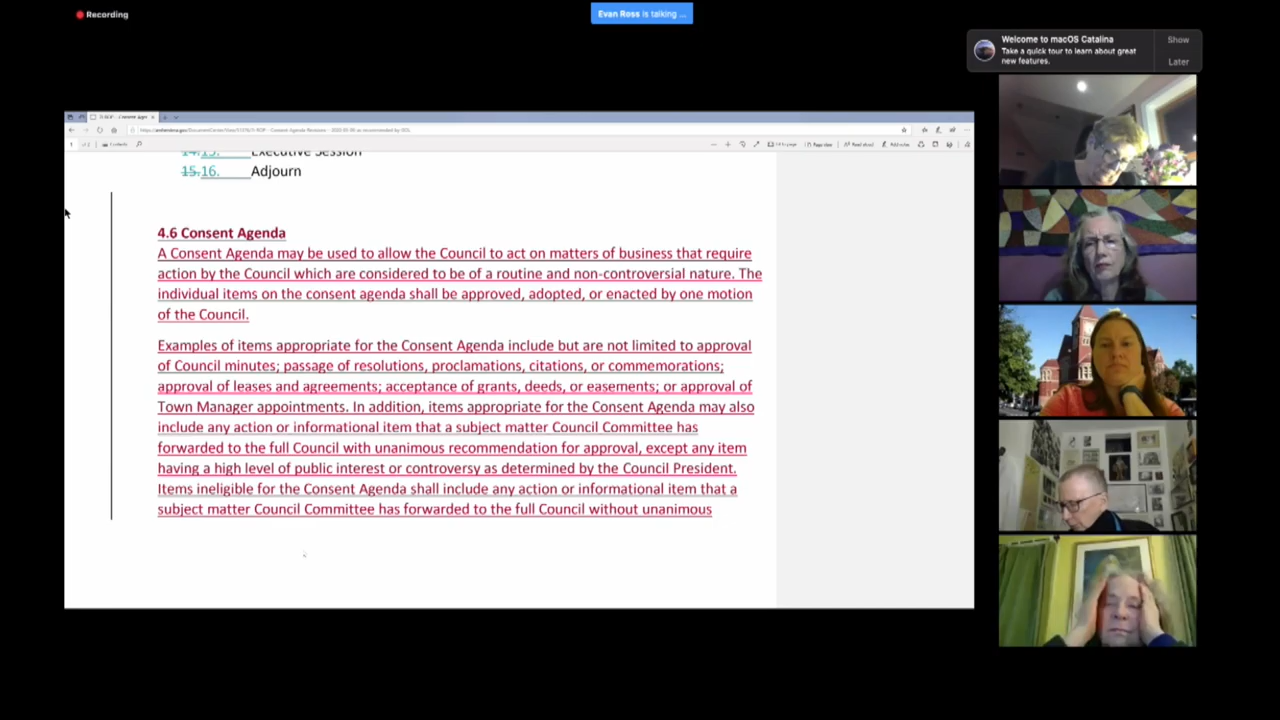 Recording
Evan Ross is talking ...
Welcome to macOS Catalina
Take a quick tour to learn about great
new features.
Show
Later
14.15. Executive Session
15.16. Adjourn
4.6 Consent Agenda
A Consent Agenda may be used to allow the Council to act on matters of business that require
action by the Council which are considered to be of a routine and non-controversial nature. The
individual items on the consent agenda shall be approved, adopted, or enacted by one motion
of the Council.
Examples of items appropriate for the Consent Agenda include but are not limited to approval
of Council minutes; passage of resolutions, proclamations, citations, or commemorations;
approval of leases and agreements; acceptance of grants, deeds, or easements; or approval of
Town Manager appointments. In addition, items appropriate for the Consent Agenda may also
include any action or informational item that a subject matter Council Committee has
forwarded to the full Council with unanimous recommendation for approval, except any item
having a high level of public interest or controversy as determined by the Council President.
Items ineligible for the Consent Agenda shall include any action or informational item that a
subject matter Council Committee has forwarded to the full Council without unanimous